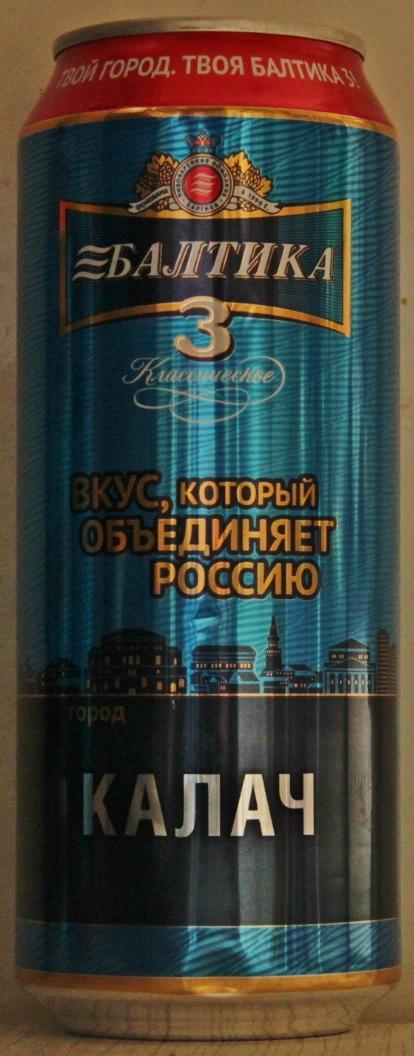 ТВОЙ ГОРОД. ТВОЯ БАЛТИКА 3!
БАЛТИКА
3
Классическое
ВКУС, КОТОРЫЙ
ОБЪЕДИНЯЕТ
РОССИЮ
город
КАЛАЧ